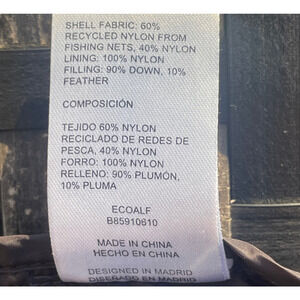 SHELL FABRIC: 60%
RECYCLED NYLON FROM
FISHING NETS, 40% NYLON
LINING: 100% NYLON
FILLING: 90% DOWN, 10%
FEATHER
COMPOSICIÓN
TEJIDO 60% NYLON
RECICLADO DE REDES DE
PESCA, 40% NYLON
FORRO: 100% NYLON
RELLENO: 90% PLUMÓN,
10% PLUMA
ECOALF
B85910610
MADE IN CHINA
HECHO EN CHINA
DESIGNED IN MADRID
DISEÑADO EN MADRID